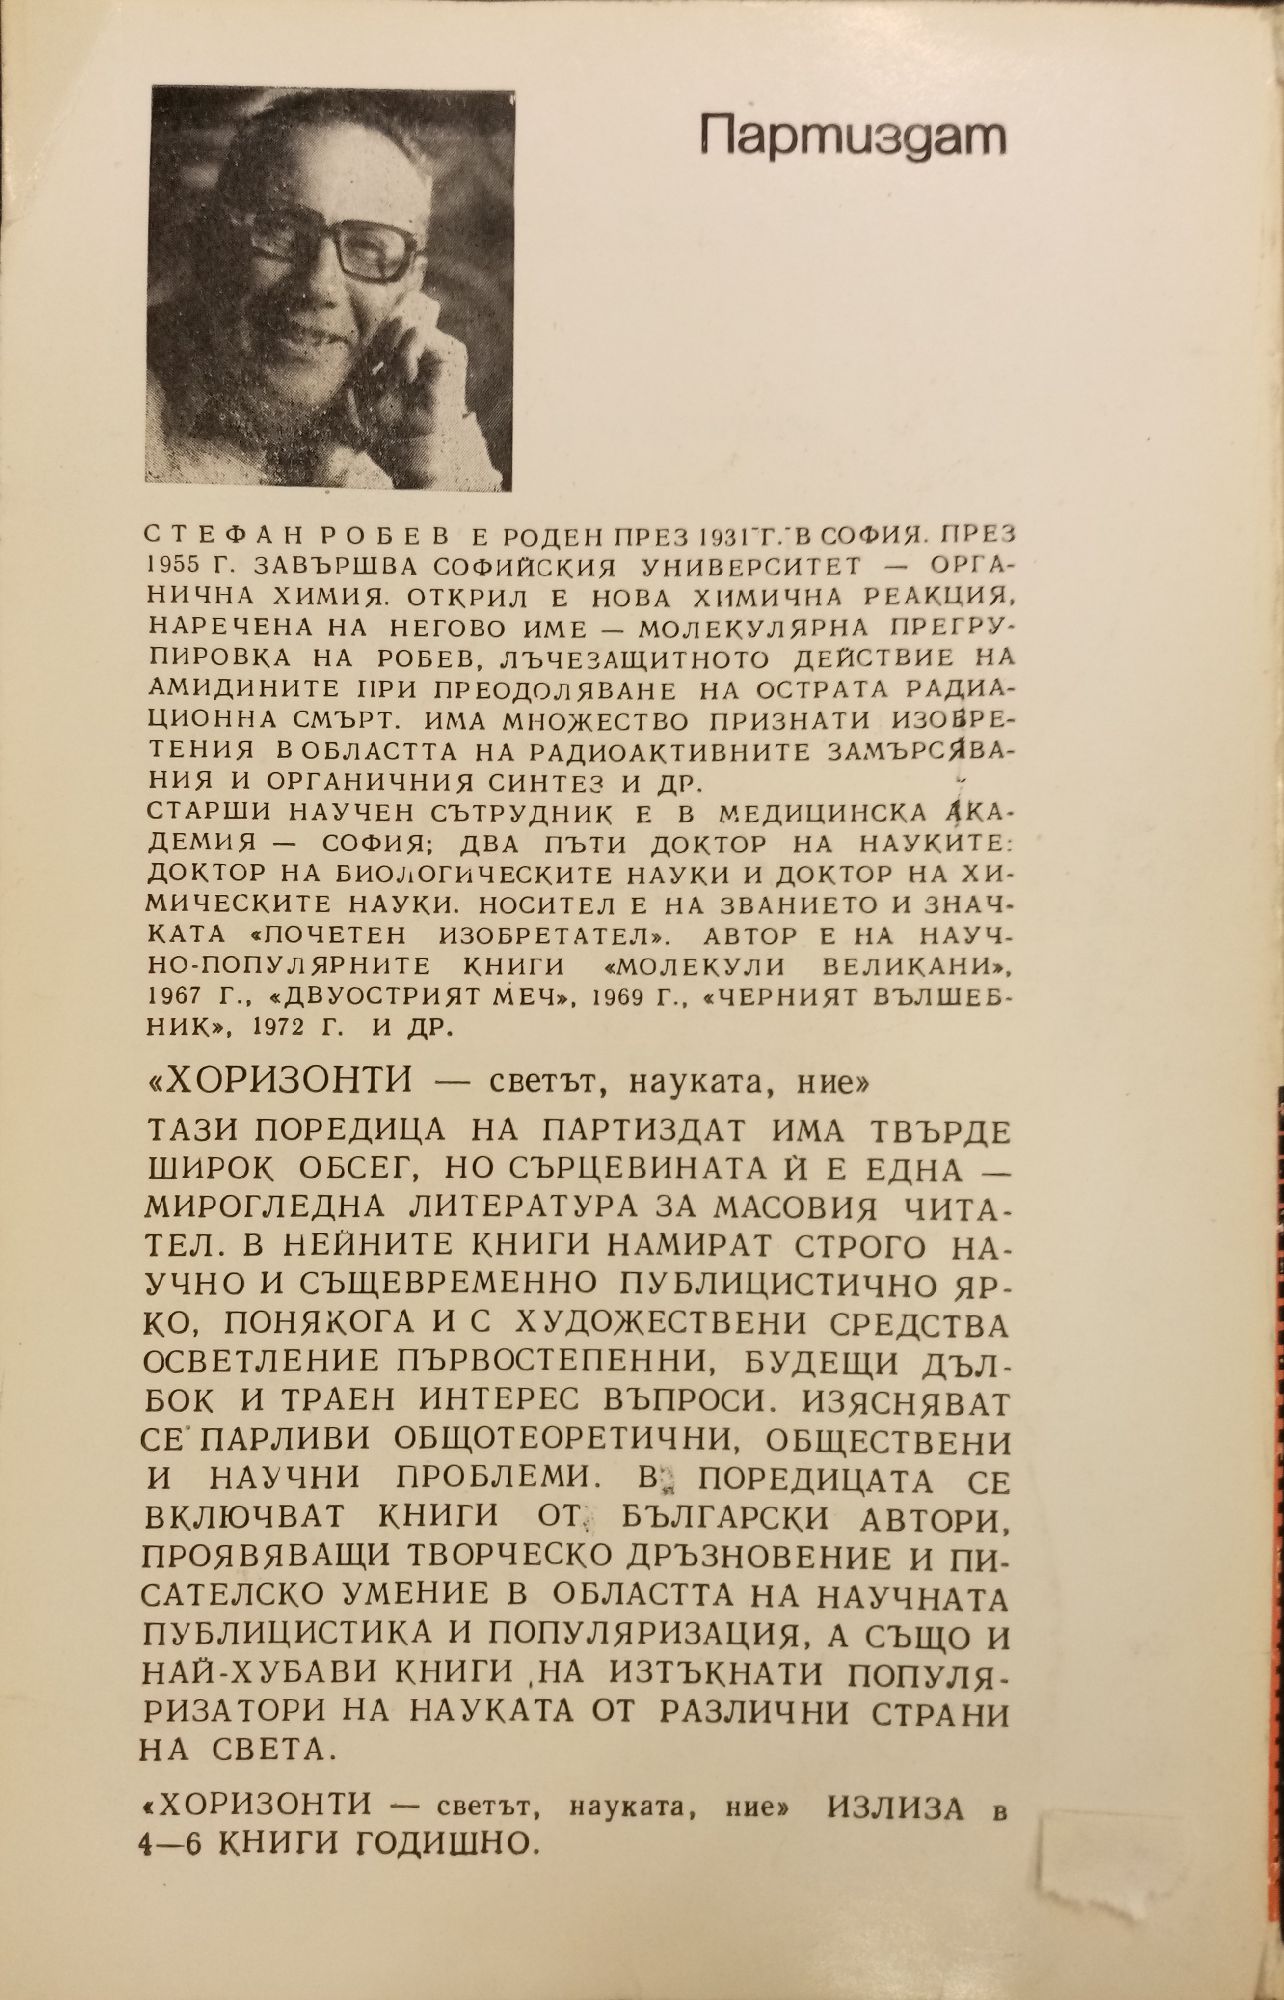 Партиздат
СТЕФАН РОБЕВ Е РОДЕН ПРЕЗ 1931 Г. В СОФИЯ. ПРЕЗ
1955 Г. ЗАВЪРШВА СОФИЙСКИЯ УНИВЕРСИТЕТ — ОРГА-
НИЧНА ХИМИЯ. ОТКРИЛ Е НОВА ХИМИЧНА РЕАКЦИЯ,
НАРЕЧЕНА НА НЕГОВО ИМЕ — МОЛЕКУЛЯРНА ПРЕГРУ-
ПИРОВКА НА РОБЕВ, ЛЪЧЕЗАЩИТНОТО ДЕЙСТВИЕ НА
АМИДИНИТЕ ПРИ ПРЕОДОЛЯВАНЕ НА ОСТРАТА РАДИА-
ЦИОННА СМЪРТ. ИМА МНОЖЕСТВО ПРИЗНАТИ ИЗОБРЕ-
ТЕНИЯ В ОБЛАСТТА НА РАДИОАКТИВНИТЕ ЗАМЪРСЯВА-
НИЯ И ОРГАНИЧНИЯ СИНТЕЗ И ДР.
СТАРШИ НАУЧЕН СЪТРУДНИК Е В МЕДИЦИНСКА АКА-
ДЕМИЯ — СОФИЯ; ДВА ПЪТИ ДОКТОР НА НАУКИТЕ:
ДОКТОР НА БИОЛОГИЧЕСКИТЕ НАУКИ И ДОКТОР НА ХИ-
МИЧЕСКИТЕ НАУКИ. НОСИТЕЛ Е НА ЗВАНИЕТО И ЗНАЧ-
КАТА «ПОЧЕТЕН ИЗОБРЕТАТЕЛ». АВТОР Е НА НАУЧ-
НО-ПОПУЛЯРНИТЕ КНИГИ «МОЛЕКУЛИ ВЕЛИКАНИ»,
1967 Г., «ДВУОСТРИЯТ МЕЧ», 1969 Г., «ЧЕРНИЯТ ВЪЛШЕБ-
НИК», 1972 Г. И ДР.
«ХОРИЗОНТИ — светът, науката, ние»
ТАЗИ ПОРЕДИЦА НА ПАРТИЗДАТ ИМА ТВЪРДЕ
ШИРОК ОБСЕГ, НО СЪРЦЕВИНАТА Ѝ Е ЕДНА —
МИРОГЛЕДНА ЛИТЕРАТУРА ЗА МАСОВИЯ ЧИТА-
ТЕЛ. В НЕЙНИТЕ КНИГИ НАМИРАТ СТРОГО НА-
УЧНО И СЪЩЕВРЕМЕННО ПУБЛИЦИСТИЧНО ЯР-
КО, ПОНЯКОГА И С ХУДОЖЕСТВЕНИ СРЕДСТВА
ОСВЕТЛЕНИЕ ПЪРВОСТЕПЕННИ, БУДЕЩИ ДЪЛ-
БОК И ТРАЕН ИНТЕРЕС ВЪПРОСИ. ИЗЯСНЯВАТ
СЕ ПАРЛИВИ ОБЩОТЕОРЕТИЧНИ, ОБЩЕСТВЕНИ
И НАУЧНИ ПРОБЛЕМИ. В ПОРЕДИЦАТА СЕ
ВКЛЮЧВАТ КНИГИ ОТ БЪЛГАРСКИ АВТОРИ,
ПРОЯВЯВАЩИ ТВОРЧЕСКО ДРЪЗНОВЕНИЕ И ПИ-
САТЕЛСКО УМЕНИЕ В ОБЛАСТТА НА НАУЧНАТА
ПУБЛИЦИСТИКА И ПОПУЛЯРИЗАЦИЯ, А СЪЩО И
НАЙ-ХУБАВИ КНИГИ НА ИЗТЪКНАТИ ПОПУЛЯ-
РИЗАТОРИ НА НАУКАТА ОТ РАЗЛИЧНИ СТРАНИ
НА СВЕТА.
«ХОРИЗОНТИ — светът, науката, ние» ИЗЛИЗА в
4—6 КНИГИ ГОДИШНО.